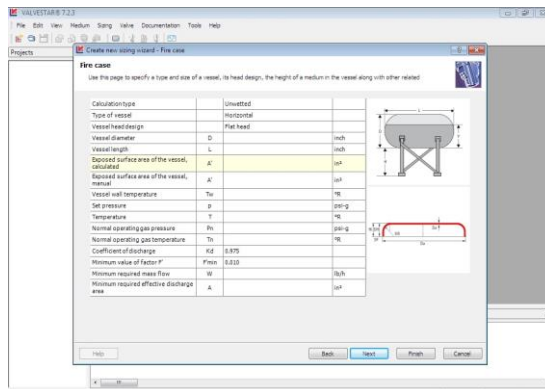 VALVESTAR® 7.2.3
File Edit View Medium Sizing Valve Documentation Tools Help
Projects
Create new sizing wizard - Fire case
Fire case
Use this page to specify a type and size of a vessel, its head design, the height of a medium in the vessel along with other related
Calculation type Unwetted
Type of vessel Horizontal
Vessel head design Flat head
Vessel diameter D inch
Vessel length L inch
Exposed surface area of the vessel, calculated A' in²
Exposed surface area of the vessel, manual A' in²
Vessel wall temperature Tw °R
Set pressure p psi-g
Temperature T °R
Normal operating gas pressure Pn psi-g
Normal operating gas temperature Tn °R
Coefficient of discharge Kd 0.975
Minimum value of factor F' F'min 0.010
Minimum required mass flow W lb/h
Minimum required effective discharge area A in²
Help Back Next Finish Cancel